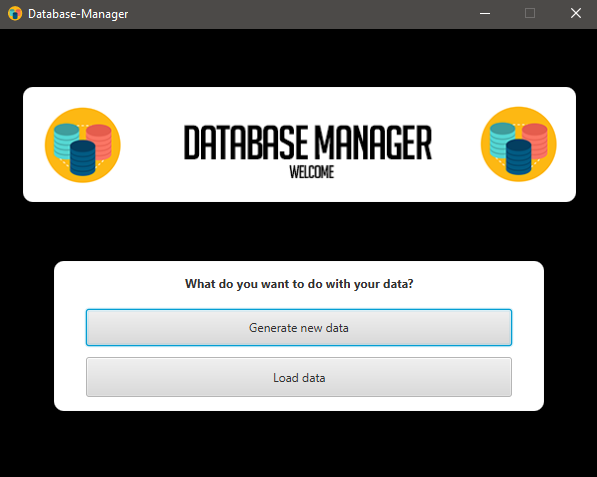 Database-Manager
DATABASE MANAGER
WELCOME
What do you want to do with your data?
Generate new data
Load data